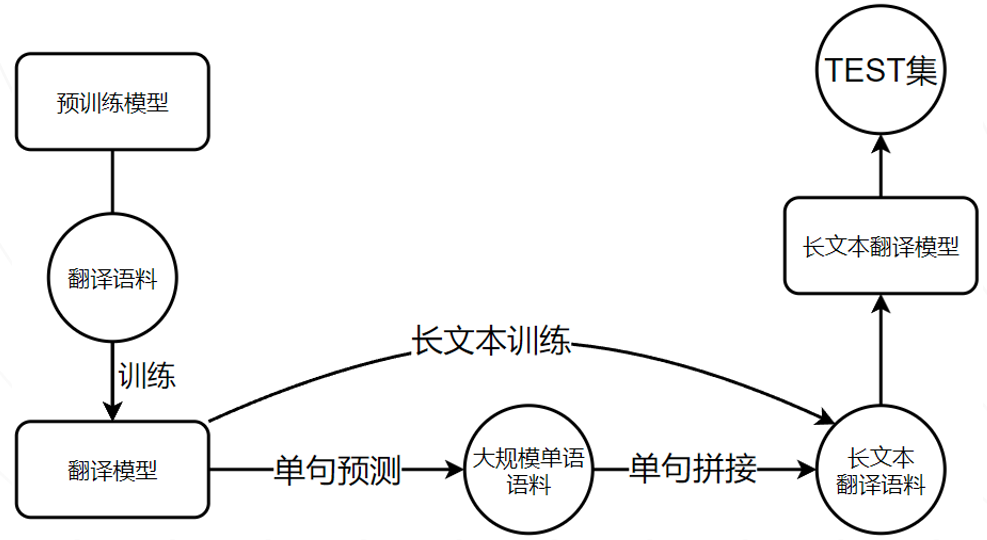 TEST集
预训练模型
长文本翻译模型
翻译语料
长文本训练
训练
翻译模型
单句预测
大规模单语
语料
单句拼接
长文本
翻译语料